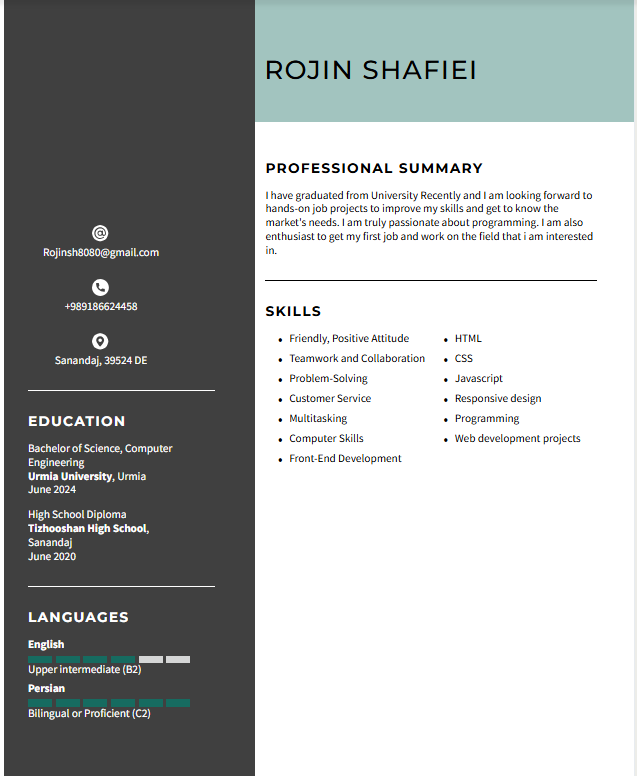 ROJIN SHAFIEI
Rojinsh8080@gmail.com
+989186624458
Sanandaj, 39524 DE
EDUCATION
Bachelor of Science, Computer
Engineering
Urmia University, Urmia
June 2024
High School Diploma
Tizhooshan High School,
Sanandaj
June 2020
LANGUAGES
English
Upper intermediate (B2)
Persian
Bilingual or Proficient (C2)
PROFESSIONAL SUMMARY
I have graduated from University Recently and I am looking forward to
hands-on job projects to improve my skills and get to know the
market's needs. I am truly passionate about programming. I am also
enthusiast to get my first job and work on the field that i am interested
in.
SKILLS
Friendly, Positive Attitude
Teamwork and Collaboration
Problem-Solving
Customer Service
Multitasking
Computer Skills
Front-End Development
HTML
CSS
Javascript
Responsive design
Programming
Web development projects